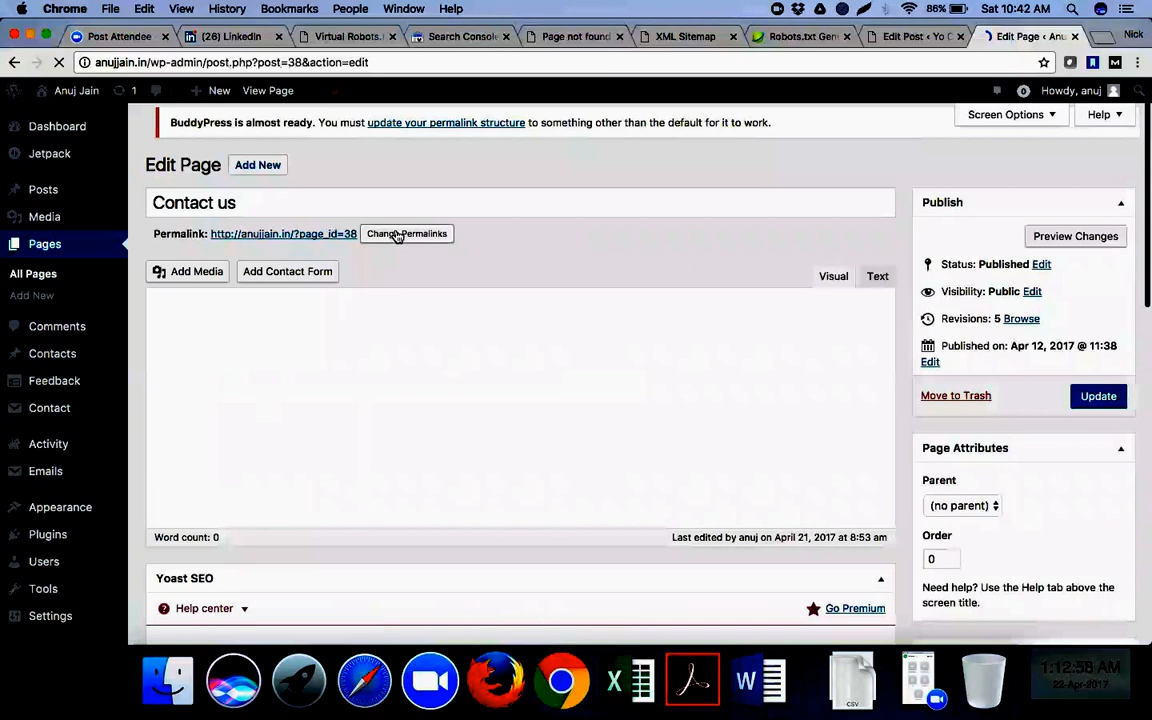 Chrome File Edit View History Bookmarks People Window Help 86% Sat 10:42 AM
Post Attendee (26) LinkedIn Virtual Robots. Search Console Page not found XML Sitemap Robots.txt Gen Edit Post ‹ Yo C Edit Page ‹ Anu Nick
anujjain.in/wp-admin/post.php?post=38&action=edit
Anuj Jain 1 New View Page 0 Howdy, anuj
BuddyPress is almost ready. You must update your permalink structure to something other than the default for it to work.
Screen Options Help
Dashboard
Jetpack
Posts
Media
Pages
All Pages
Add New
Comments
Contacts
Feedback
Contact
Activity
Emails
Appearance
Plugins
Users
Tools
Settings
Edit Page Add New
Contact us
Permalink: http://anujjain.in/?page_id=38 Change Permalinks
Add Media Add Contact Form Visual Text
Word count: 0 Last edited by anuj on April 21, 2017 at 8:53 am
Yoast SEO
Help center Go Premium
Publish
Preview Changes
Status: Published Edit
Visibility: Public Edit
Revisions: 5 Browse
Published on: Apr 12, 2017 @ 11:38
Edit
Move to Trash Update
Page Attributes
Parent
(no parent)
Order
0
Need help? Use the Help tab above the
screen title.
CSV
1:12:58 AM
22-Apr-2017